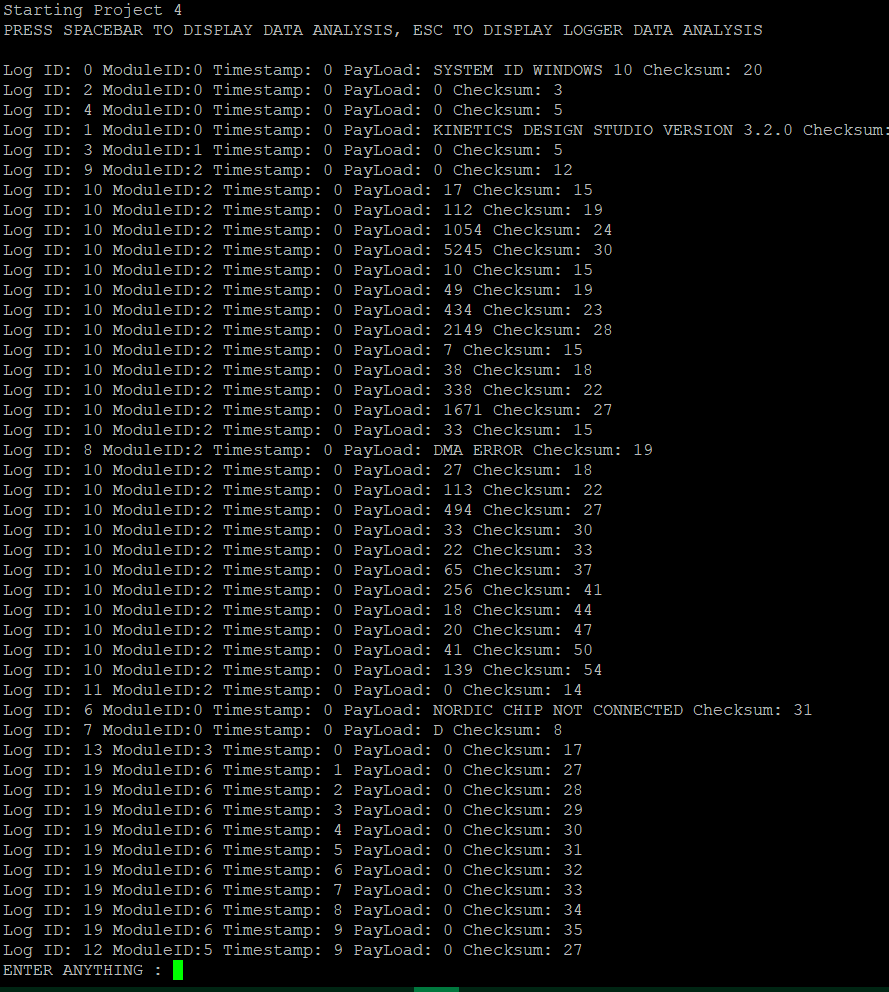 Starting Project 4
PRESS SPACEBAR TO DISPLAY DATA ANALYSIS, ESC TO DISPLAY LOGGER DATA ANALYSIS
Log ID: 0 ModuleID:0 Timestamp: 0 PayLoad: SYSTEM ID WINDOWS 10 Checksum: 20
Log ID: 2 ModuleID:0 Timestamp: 0 PayLoad: 0 Checksum: 3
Log ID: 4 ModuleID:0 Timestamp: 0 PayLoad: 0 Checksum: 5
Log ID: 1 ModuleID:0 Timestamp: 0 PayLoad: KINETICS DESIGN STUDIO VERSION 3.2.0 Checksum:
Log ID: 3 ModuleID:1 Timestamp: 0 PayLoad: 0 Checksum: 5
Log ID: 9 ModuleID:2 Timestamp: 0 PayLoad: 0 Checksum: 12
Log ID: 10 ModuleID:2 Timestamp: 0 PayLoad: 17 Checksum: 15
Log ID: 10 ModuleID:2 Timestamp: 0 PayLoad: 112 Checksum: 19
Log ID: 10 ModuleID:2 Timestamp: 0 PayLoad: 1054 Checksum: 24
Log ID: 10 ModuleID:2 Timestamp: 0 PayLoad: 5245 Checksum: 30
Log ID: 10 ModuleID:2 Timestamp: 0 PayLoad: 10 Checksum: 15
Log ID: 10 ModuleID:2 Timestamp: 0 PayLoad: 49 Checksum: 19
Log ID: 10 ModuleID:2 Timestamp: 0 PayLoad: 434 Checksum: 23
Log ID: 10 ModuleID:2 Timestamp: 0 PayLoad: 2149 Checksum: 28
Log ID: 10 ModuleID:2 Timestamp: 0 PayLoad: 7 Checksum: 15
Log ID: 10 ModuleID:2 Timestamp: 0 PayLoad: 38 Checksum: 18
Log ID: 10 ModuleID:2 Timestamp: 0 PayLoad: 338 Checksum: 22
Log ID: 10 ModuleID:2 Timestamp: 0 PayLoad: 1671 Checksum: 27
Log ID: 10 ModuleID:2 Timestamp: 0 PayLoad: 33 Checksum: 15
Log ID: 8 ModuleID:2 Timestamp: 0 PayLoad: DMA ERROR Checksum: 19
Log ID: 10 ModuleID:2 Timestamp: 0 PayLoad: 27 Checksum: 18
Log ID: 10 ModuleID:2 Timestamp: 0 PayLoad: 113 Checksum: 22
Log ID: 10 ModuleID:2 Timestamp: 0 PayLoad: 494 Checksum: 27
Log ID: 10 ModuleID:2 Timestamp: 0 PayLoad: 33 Checksum: 30
Log ID: 10 ModuleID:2 Timestamp: 0 PayLoad: 22 Checksum: 33
Log ID: 10 ModuleID:2 Timestamp: 0 PayLoad: 65 Checksum: 37
Log ID: 10 ModuleID:2 Timestamp: 0 PayLoad: 256 Checksum: 41
Log ID: 10 ModuleID:2 Timestamp: 0 PayLoad: 18 Checksum: 44
Log ID: 10 ModuleID:2 Timestamp: 0 PayLoad: 20 Checksum: 47
Log ID: 10 ModuleID:2 Timestamp: 0 PayLoad: 41 Checksum: 50
Log ID: 10 ModuleID:2 Timestamp: 0 PayLoad: 139 Checksum: 54
Log ID: 11 ModuleID:2 Timestamp: 0 PayLoad: 0 Checksum: 14
Log ID: 6 ModuleID:0 Timestamp: 0 PayLoad: NORDIC CHIP NOT CONNECTED Checksum: 31
Log ID: 7 ModuleID:0 Timestamp: 0 PayLoad: D Checksum: 8
Log ID: 13 ModuleID:3 Timestamp: 0 PayLoad: 0 Checksum: 17
Log ID: 19 ModuleID:6 Timestamp: 1 PayLoad: 0 Checksum: 27
Log ID: 19 ModuleID:6 Timestamp: 2 PayLoad: 0 Checksum: 28
Log ID: 19 ModuleID:6 Timestamp: 3 PayLoad: 0 Checksum: 29
Log ID: 19 ModuleID:6 Timestamp: 4 PayLoad: 0 Checksum: 30
Log ID: 19 ModuleID:6 Timestamp: 5 PayLoad: 0 Checksum: 31
Log ID: 19 ModuleID:6 Timestamp: 6 PayLoad: 0 Checksum: 32
Log ID: 19 ModuleID:6 Timestamp: 7 PayLoad: 0 Checksum: 33
Log ID: 19 ModuleID:6 Timestamp: 8 PayLoad: 0 Checksum: 34
Log ID: 19 ModuleID:6 Timestamp: 9 PayLoad: 0 Checksum: 35
Log ID: 12 ModuleID:5 Timestamp: 9 PayLoad: 0 Checksum: 27
ENTER ANYTHING :